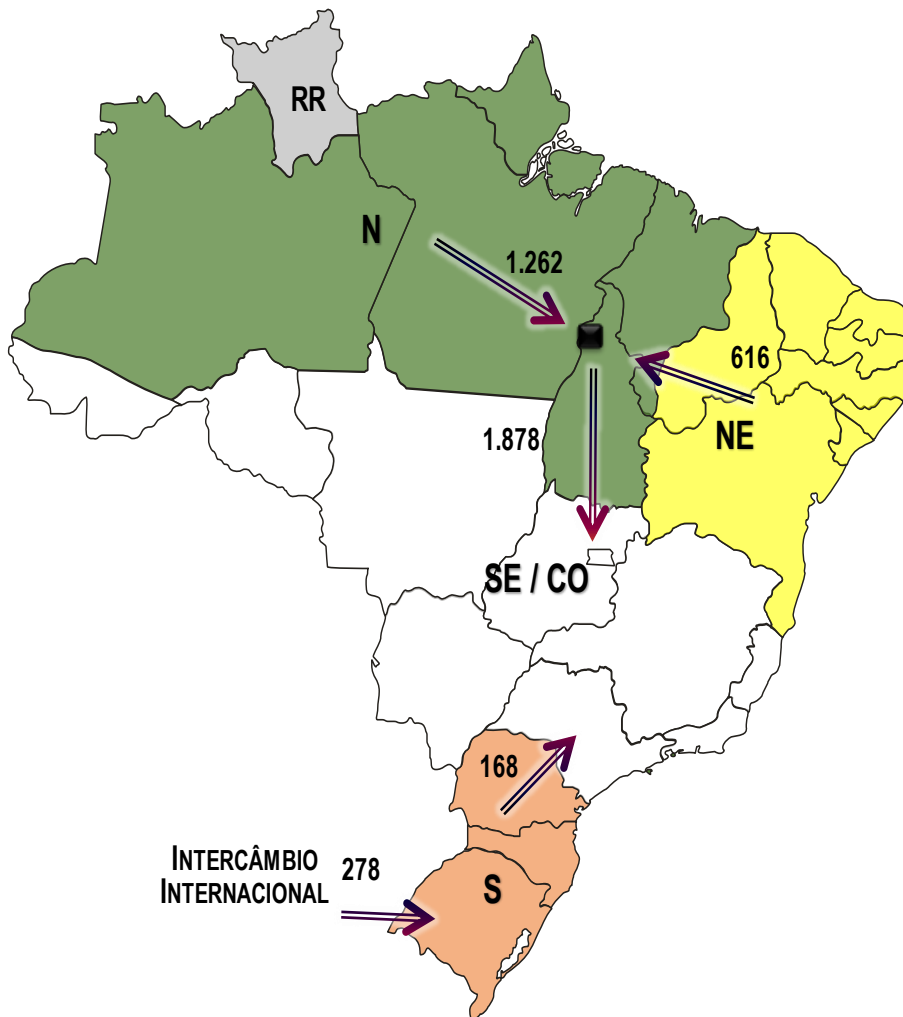 RR
N
1.262
616
1.878
NE
SE / CO
168
INTERCÂMBIO
INTERNACIONAL
278
S